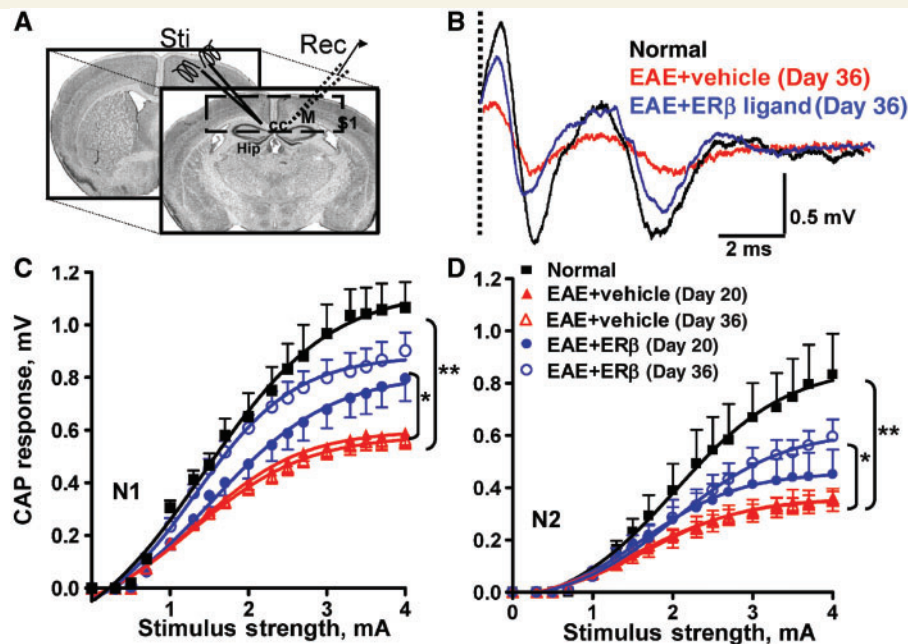 A
Sti
Rec
cc
M
S1
Hip
B
Normal
EAE+vehicle (Day 36)
EAE+ERβ ligand (Day 36)
0.5 mV
2 ms
C
1.2
1.0
0.8
0.6
0.4
0.2
0.0
CAP response, mV
N1
**
*
1
2
3
4
Stimulus strength, mA
D
Normal
EAE+vehicle (Day 20)
EAE+vehicle (Day 36)
EAE+ERβ (Day 20)
EAE+ERβ (Day 36)
1.2
1.0
0.8
0.6
0.4
0.2
0.0
N2
**
*
0
1
2
3
4
Stimulus strength, mA